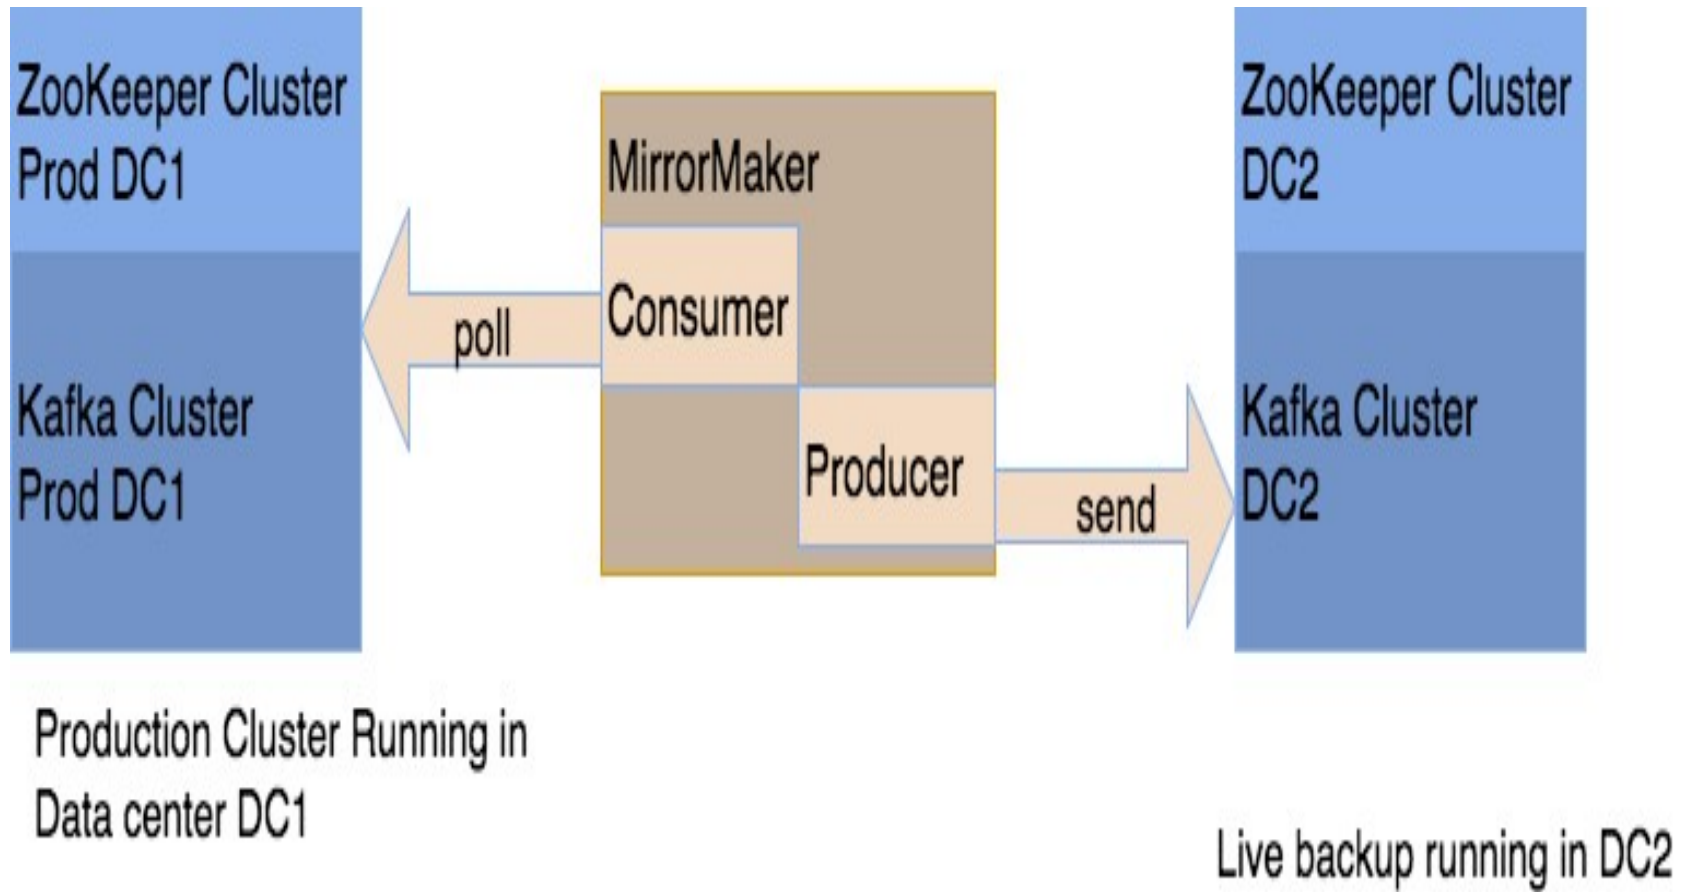 ZooKeeper Cluster
Prod DC1
Kafka Cluster
Prod DC1
MirrorMaker
Consumer
Producer
poll
send
ZooKeeper Cluster
DC2
Kafka Cluster
DC2
Production Cluster Running in
Data center DC1
Live backup running in DC2